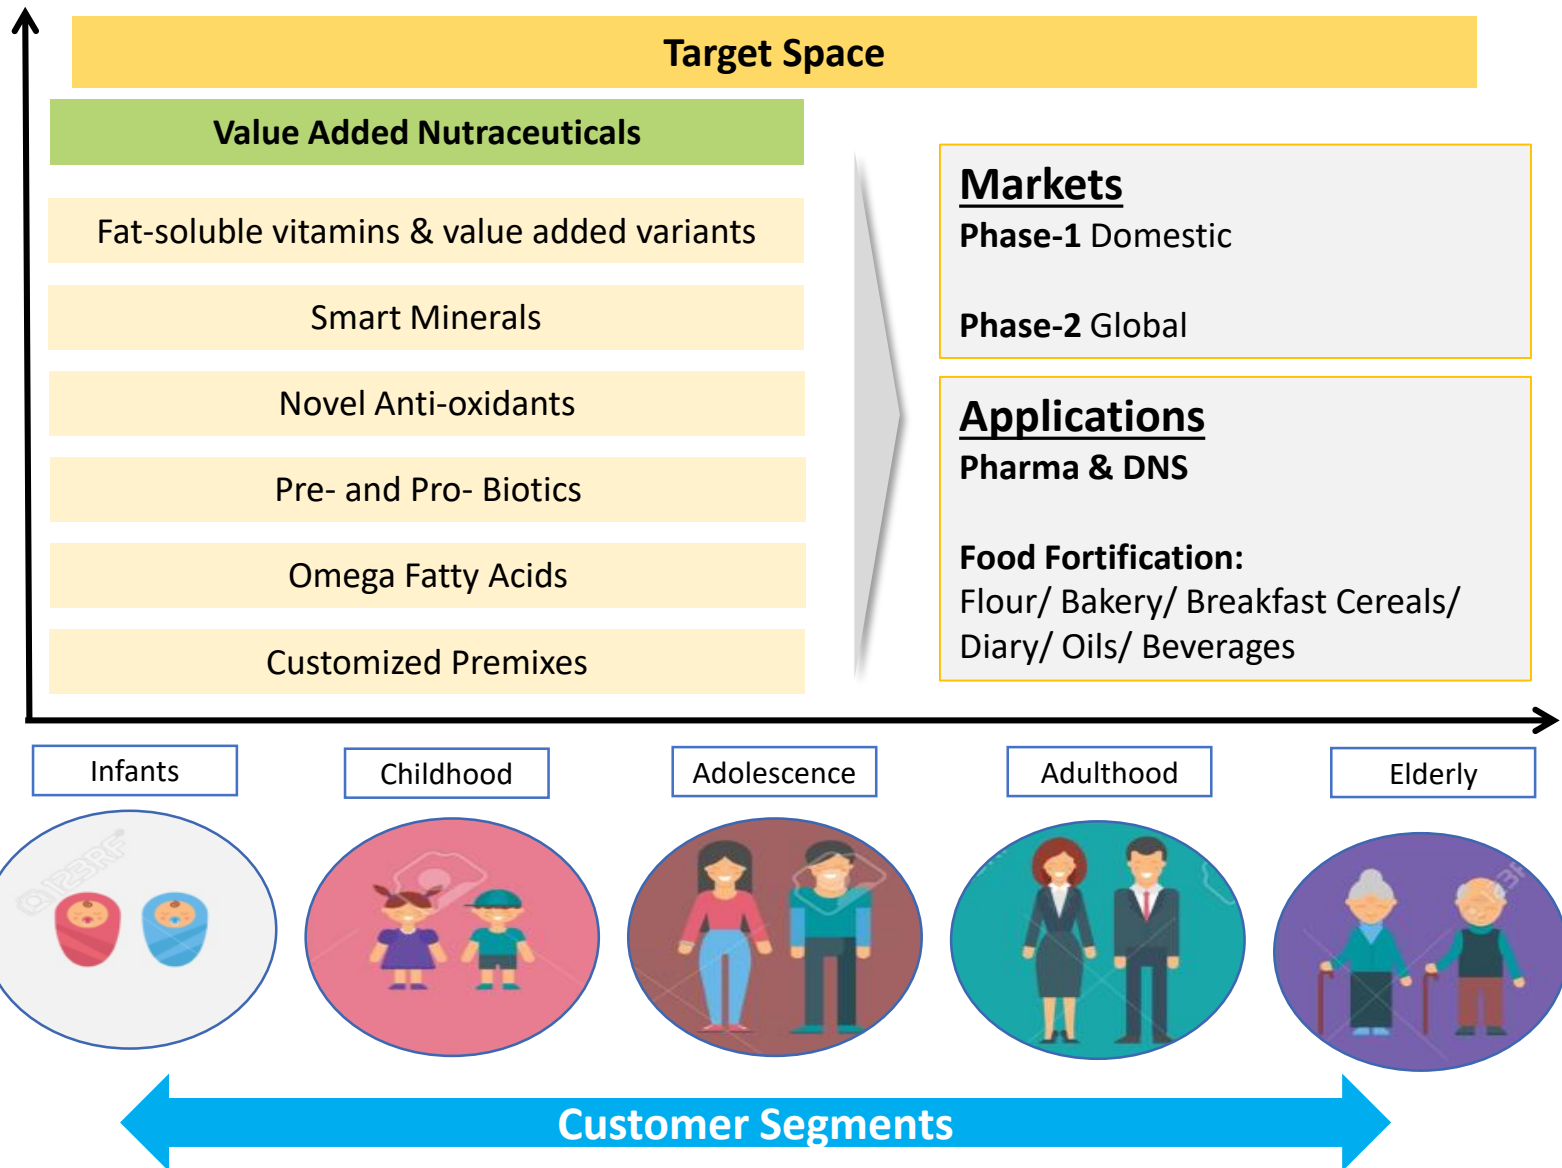 Target Space
Value Added Nutraceuticals
Fat-soluble vitamins & value added variants
Smart Minerals
Novel Anti-oxidants
Pre- and Pro- Biotics
Omega Fatty Acids
Customized Premixes
Markets
Phase-1 Domestic
Phase-2 Global
Applications
Pharma & DNS
Food Fortification:
Flour/ Bakery/ Breakfast Cereals/
Diary/ Oils/ Beverages
Infants
Childhood
Adolescence
Adulthood
Elderly
123RF
Customer Segments